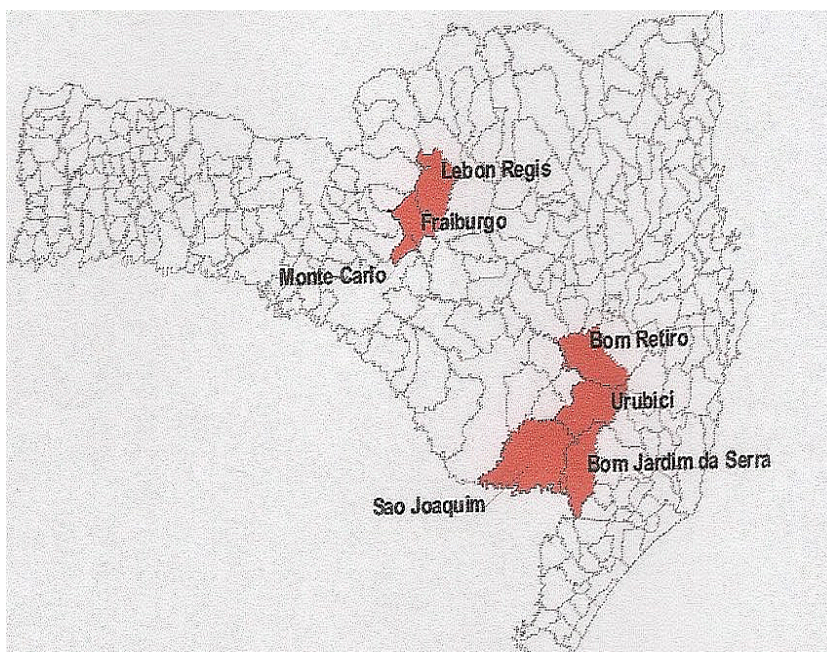 Lebon Regis
Fraiburgo
Monte Carlo
Bom Retiro
Urubici
Bom Jardim da Serra
Sao Joaquim